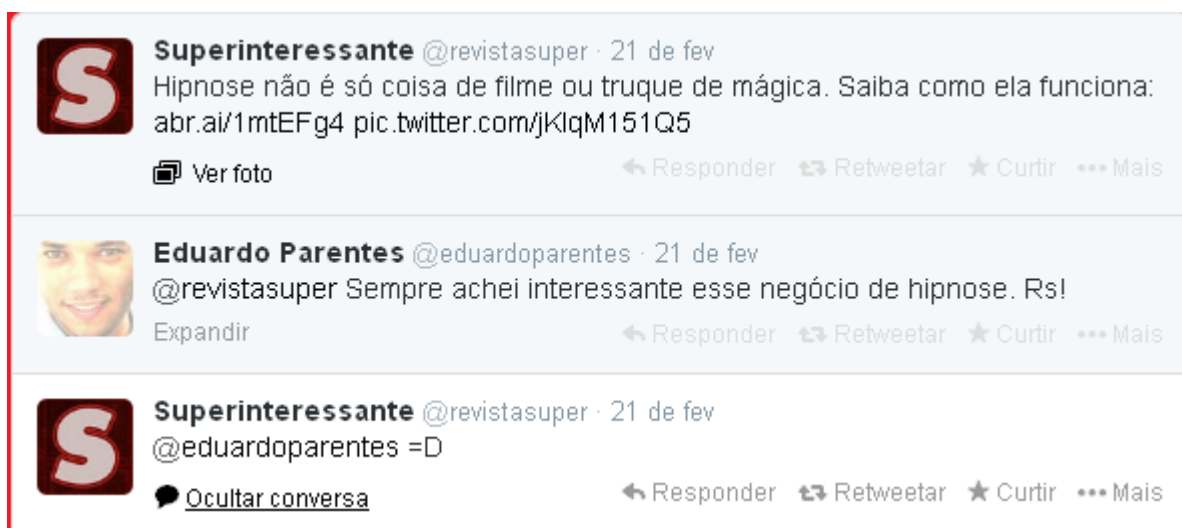 S
Superinteressante @revistasuper · 21 de fev
Hipnose não é só coisa de filme ou truque de mágica. Saiba como ela funciona:
abr.ai/1mtEFg4 pic.twitter.com/jKlqM151Q5
Ver foto Responder Retweetar Curtir Mais
Eduardo Parentes @eduardoparentes · 21 de fev
@revistasuper Sempre achei interessante esse negócio de hipnose. Rs!
Expandir Responder Retweetar Curtir Mais
S
Superinteressante @revistasuper · 21 de fev
@eduardoparentes =D
Ocultar conversa Responder Retweetar Curtir Mais